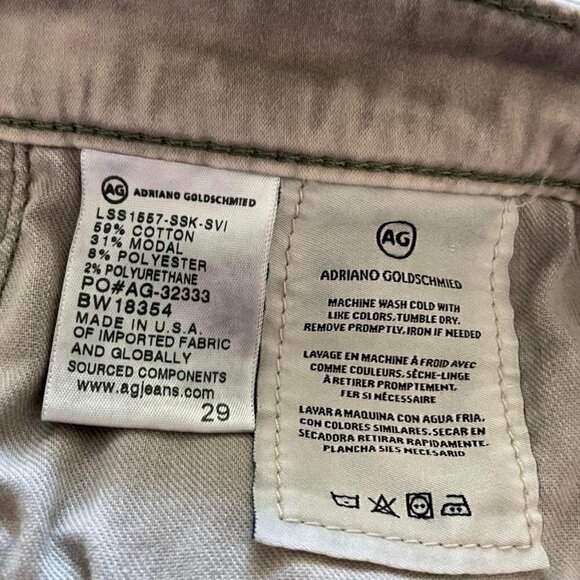 AG ADRIANO GOLDSCHMIED
LSS1557-SSK-SVI
59% COTTON
31% MODAL
8% POLYESTER
2% POLYURETHANE
PO#AG-32333
BW18354
MADE IN U.S.A.
OF IMPORTED FABRIC
AND GLOBALLY
SOURCED COMPONENTS
www.agjeans.com
29
AG
ADRIANO GOLDSCHMIED
MACHINE WASH COLD WITH
LIKE COLORS. TUMBLE DRY.
REMOVE PROMPTLY. IRON IF NEEDED
LAVAGE EN MACHINE À FROID AVEC
COMME COULEURS. SÈCHE-LINGE
À RETIRER PROMPTEMENT.
FER SI NÉCESSAIRE
LAVAR A MAQUINA CON AGUA FRIA.
CON COLORES SIMILARES. SECAR EN
SECADORA RETIRAR RAPIDAMENTE.
PLANCHA SIES NECESARIO